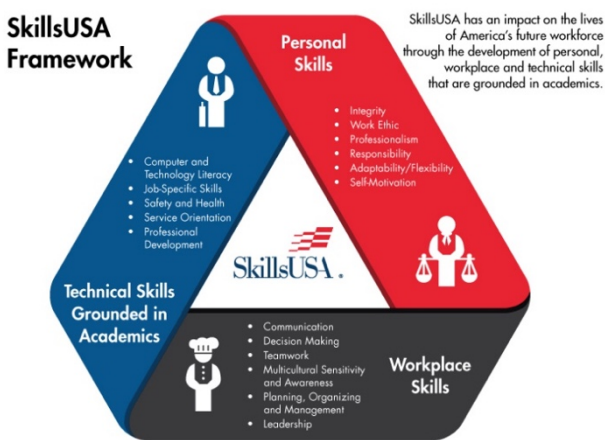 SkillsUSA
Framework
SkillsUSA has an impact on the lives
of America's future workforce
through the development of personal,
workplace and technical skills
that are grounded in academics.
Personal
Skills
• Integrity
• Work Ethic
• Professionalism
• Responsibility
• Adaptability/Flexibility
• Self-Motivation
• Computer and
Technology Literacy
• Job-Specific Skills
• Safety and Health
• Service Orientation
• Professional
Development
SkillsUSA®
Technical Skills
Grounded in
Academics
• Communication
• Decision Making
• Teamwork
• Multicultural Sensitivity
and Awareness
• Planning, Organizing
and Management
• Leadership
Workplace
Skills